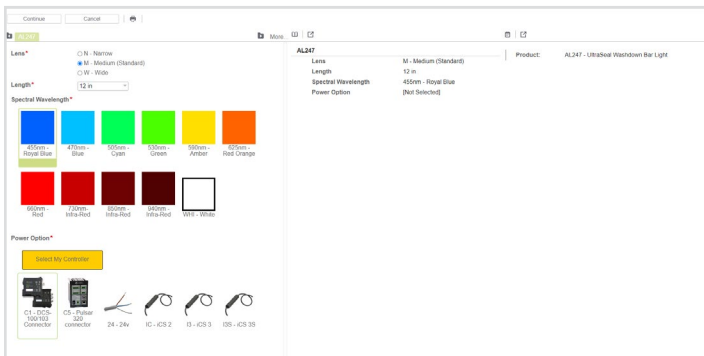 Continue
Cancel
AL247
More
Lens*
N - Narrow
M - Medium (Standard)
W - Wide
Length*
12 in
Spectral Wavelength*
455nm -
Royal Blue
470nm -
Blue
505nm -
Cyan
530nm -
Green
590nm -
Amber
625nm -
Red Orange
660nm -
Red
730nm-
Infra-Red
850nm -
Infra-Red
940nm -
Infra-Red
WHI - White
Power Option*
Select My Controller
C1 - DCS-
100/103
Connector
C5 - Pulsar
320
connector
24 - 24v
IC - iCS 2
I3 - iCS 3
I3S - iCS 3S
AL247
Lens M - Medium (Standard)
Length 12 in
Spectral Wavelength 455nm - Royal Blue
Power Option [Not Selected]
Product: AL247 - UltraSeal Washdown Bar Light